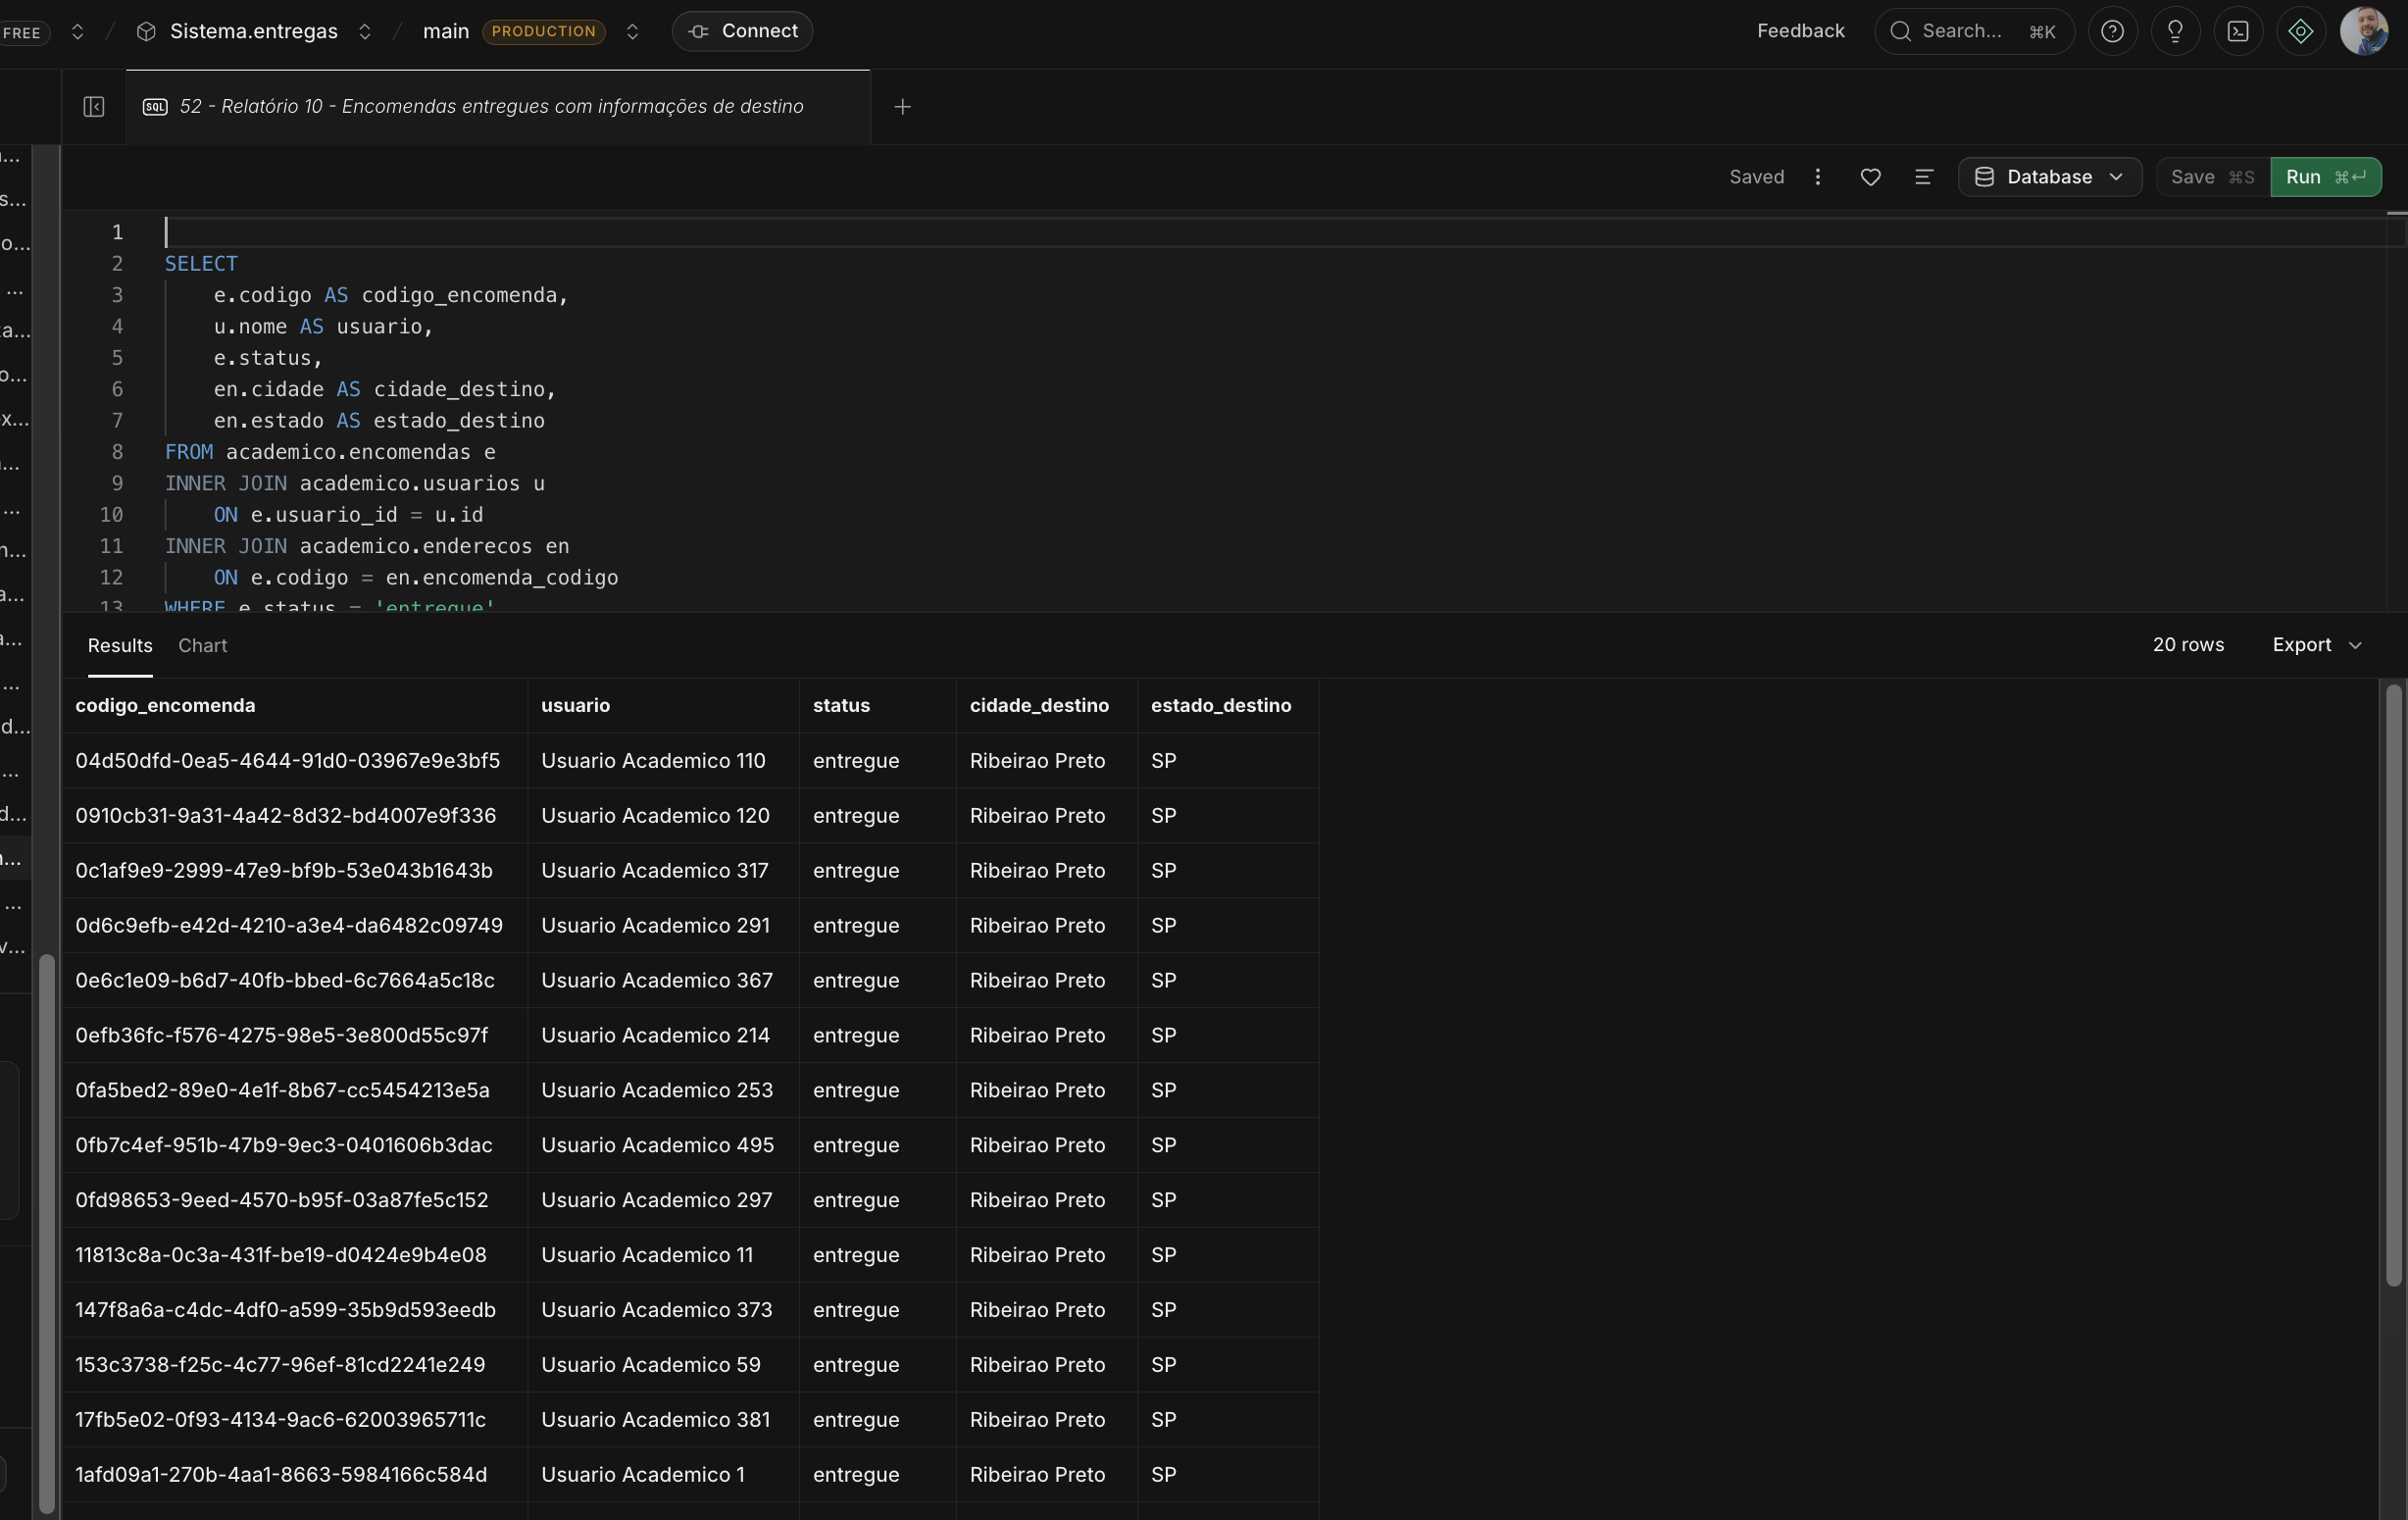 FREE / Sistema.entregas / main PRODUCTION Connect Feedback Search... ⌘K
SQL 52 - Relatório 10 - Encomendas entregues com informações de destino +
Saved Database Save ⌘S Run ⌘↵
1
2 SELECT
3 e.codigo AS codigo_encomenda,
4 u.nome AS usuario,
5 e.status,
6 en.cidade AS cidade_destino,
7 en.estado AS estado_destino
8 FROM academico.encomendas e
9 INNER JOIN academico.usuarios u
10 ON e.usuario_id = u.id
11 INNER JOIN academico.enderecos en
12 ON e.codigo = en.encomenda_codigo
13 WHERE e.status = 'entregue'
Results Chart 20 rows Export
codigo_encomenda usuario status cidade_destino estado_destino
04d50dfd-0ea5-4644-91d0-03967e9e3bf5 Usuario Academico 110 entregue Ribeirao Preto SP
0910cb31-9a31-4a42-8d32-bd4007e9f336 Usuario Academico 120 entregue Ribeirao Preto SP
0c1af9e9-2999-47e9-bf9b-53e043b1643b Usuario Academico 317 entregue Ribeirao Preto SP
0d6c9efb-e42d-4210-a3e4-da6482c09749 Usuario Academico 291 entregue Ribeirao Preto SP
0e6c1e09-b6d7-40fb-bbed-6c7664a5c18c Usuario Academico 367 entregue Ribeirao Preto SP
0efb36fc-f576-4275-98e5-3e800d55c97f Usuario Academico 214 entregue Ribeirao Preto SP
0fa5bed2-89e0-4e1f-8b67-cc5454213e5a Usuario Academico 253 entregue Ribeirao Preto SP
0fb7c4ef-951b-47b9-9ec3-0401606b3dac Usuario Academico 495 entregue Ribeirao Preto SP
0fd98653-9eed-4570-b95f-03a87fe5c152 Usuario Academico 297 entregue Ribeirao Preto SP
11813c8a-0c3a-431f-be19-d0424e9b4e08 Usuario Academico 11 entregue Ribeirao Preto SP
147f8a6a-c4dc-4df0-a599-35b9d593eedb Usuario Academico 373 entregue Ribeirao Preto SP
153c3738-f25c-4c77-96ef-81cd2241e249 Usuario Academico 59 entregue Ribeirao Preto SP
17fb5e02-0f93-4134-9ac6-62003965711c Usuario Academico 381 entregue Ribeirao Preto SP
1afd09a1-270b-4aa1-8663-5984166c584d Usuario Academico 1 entregue Ribeirao Preto SP